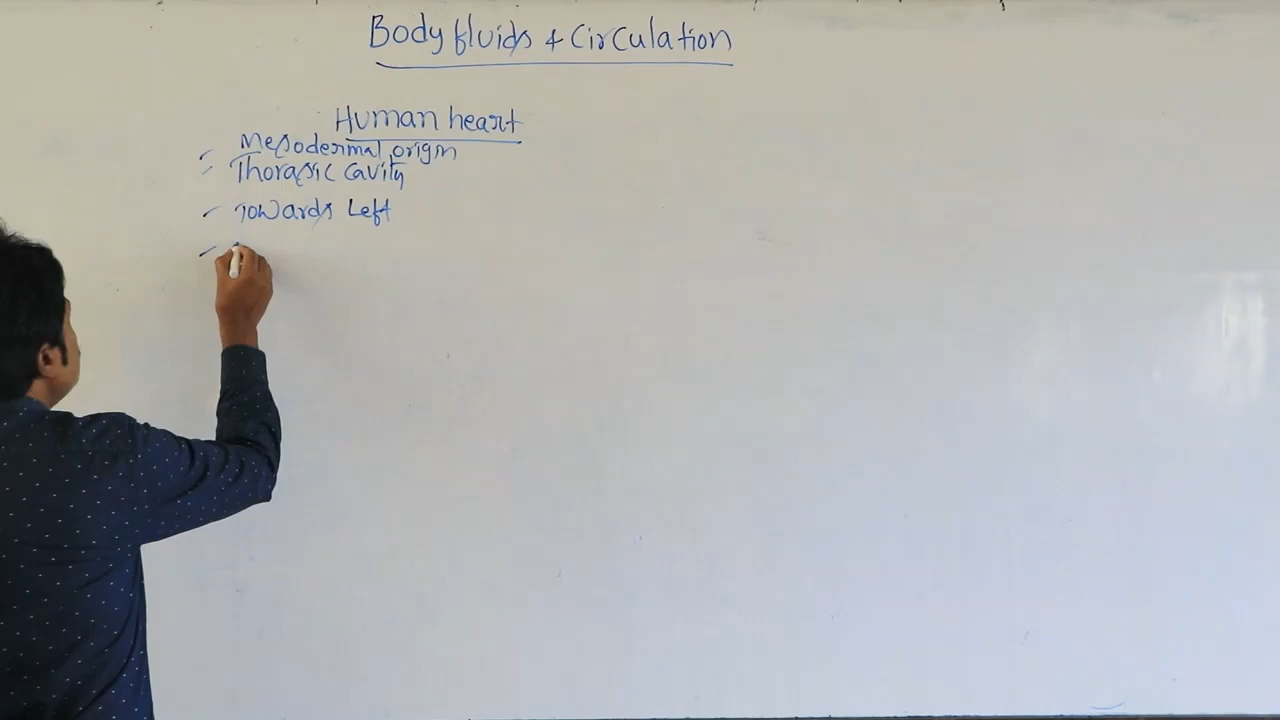 Body fluids & Circulation
Human heart
Mesodermal origin
Thorasic cavity
Towards Left